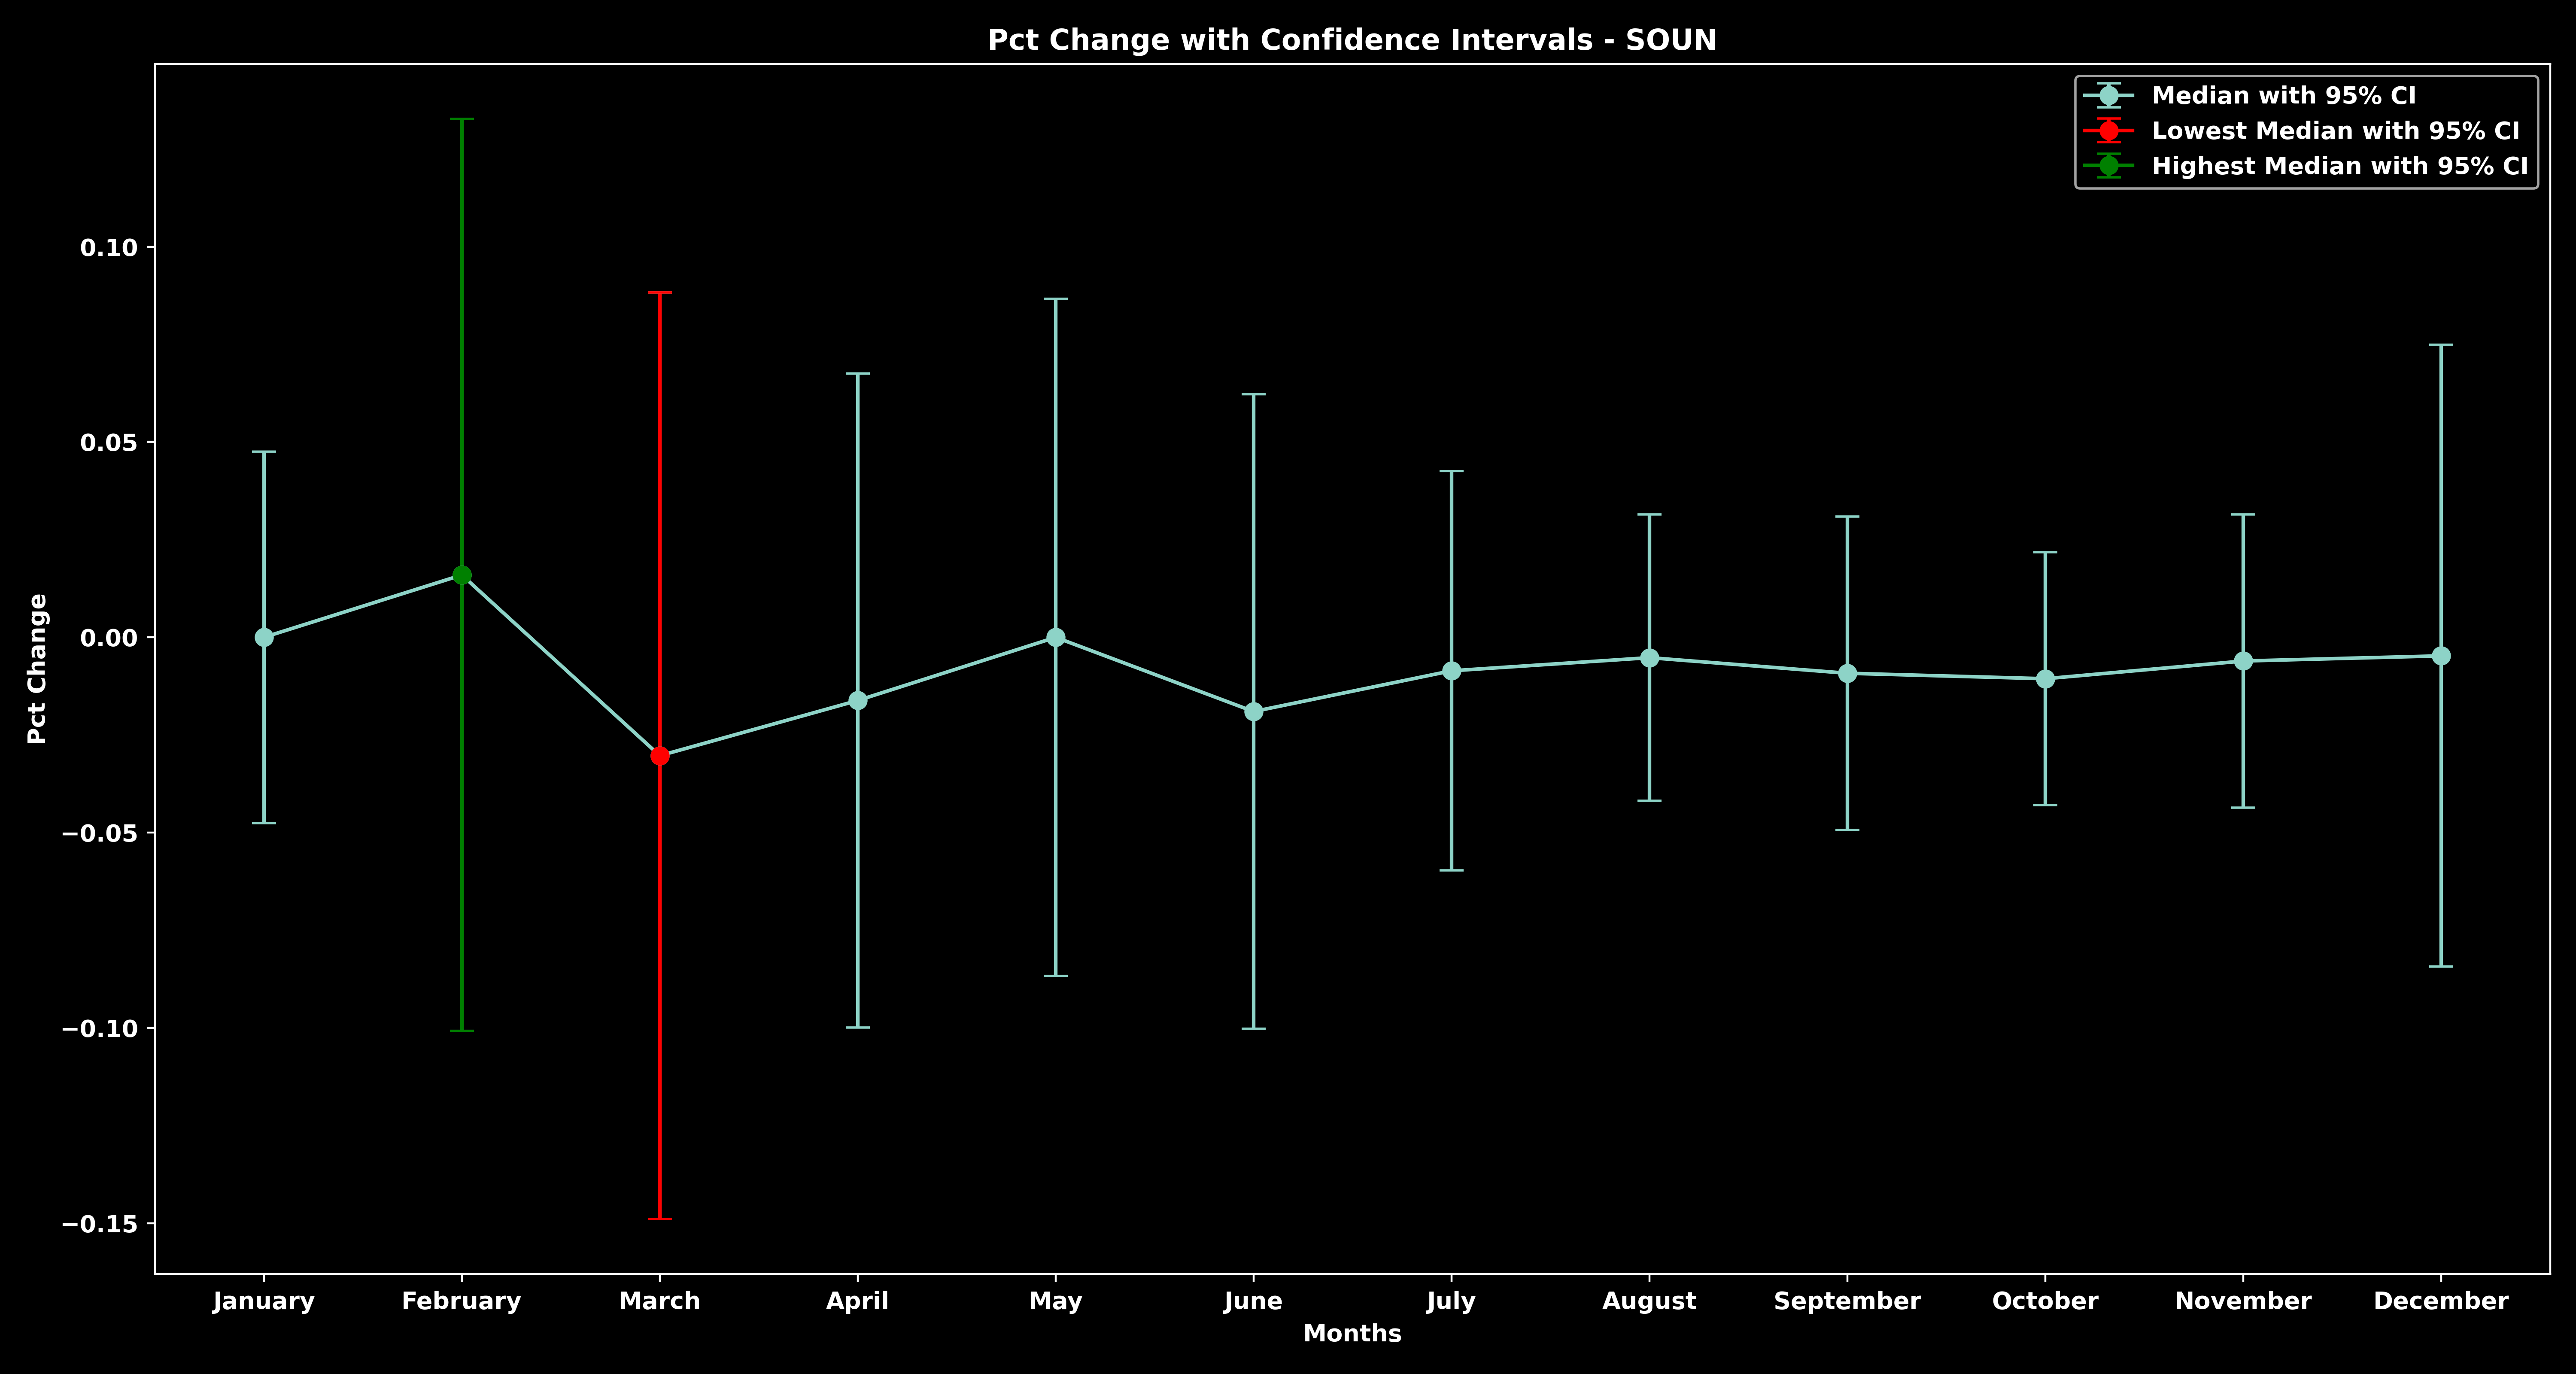 Pct Change with Confidence Intervals - SOUN
Median with 95% CI
Lowest Median with 95% CI
Highest Median with 95% CI
Pct Change
0.10
0.05
0.00
−0.05
−0.10
−0.15
January February March April May June July August September October November December
Months